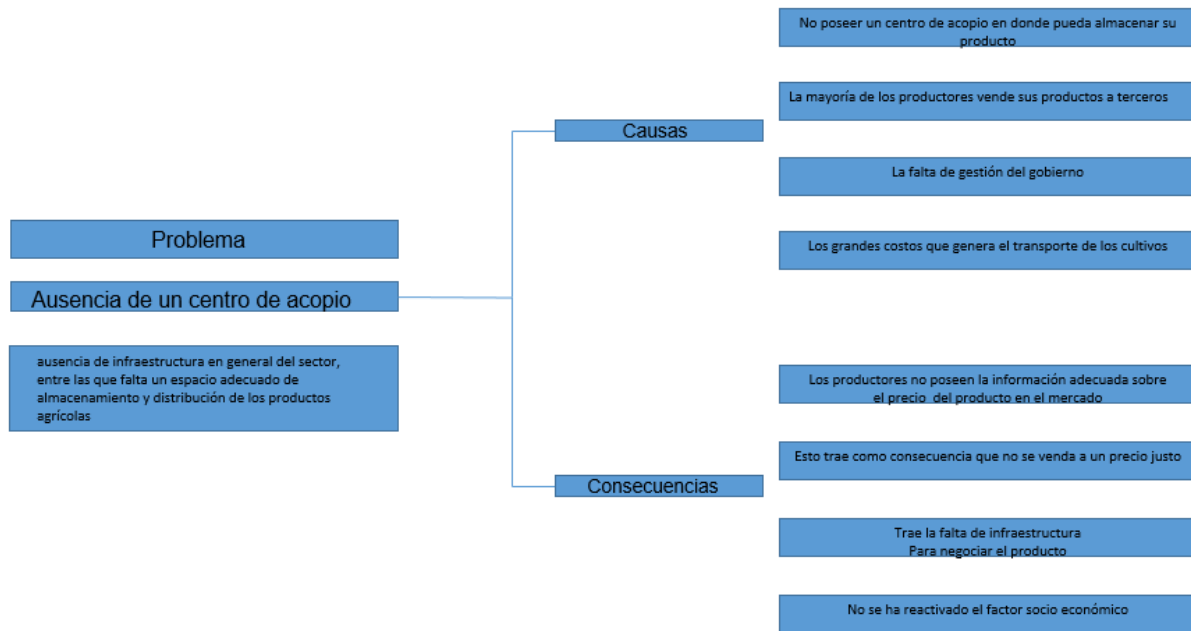 Problema
Ausencia de un centro de acopio
ausencia de infraestructura en general del sector,
entre las que falta un espacio adecuado de
almacenamiento y distribución de los productos
agrícolas
Causas
No poseer un centro de acopio en donde pueda almacenar su
producto
La mayoría de los productores vende sus productos a terceros
La falta de gestión del gobierno
Los grandes costos que genera el transporte de los cultivos
Consecuencias
Los productores no poseen la información adecuada sobre
el precio del producto en el mercado
Esto trae como consecuencia que no se venda a un precio justo
Trae la falta de infraestructura
Para negociar el producto
No se ha reactivado el factor socio económico